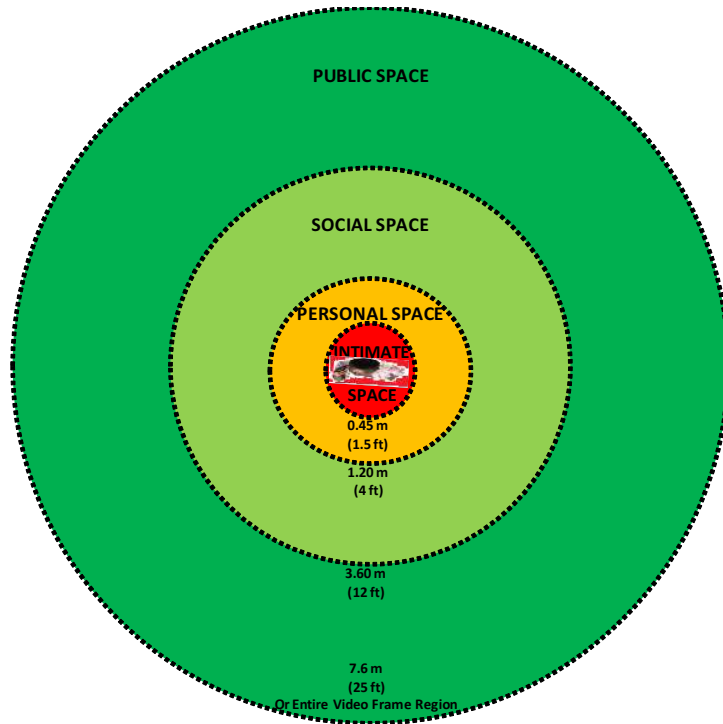 PUBLIC SPACE
SOCIAL SPACE
PERSONAL SPACE
INTIMATE
SPACE
0.45 m
(1.5 ft)
1.20 m
(4 ft)
3.60 m
(12 ft)
7.6 m
(25 ft)
Or Entire Video Frame Region